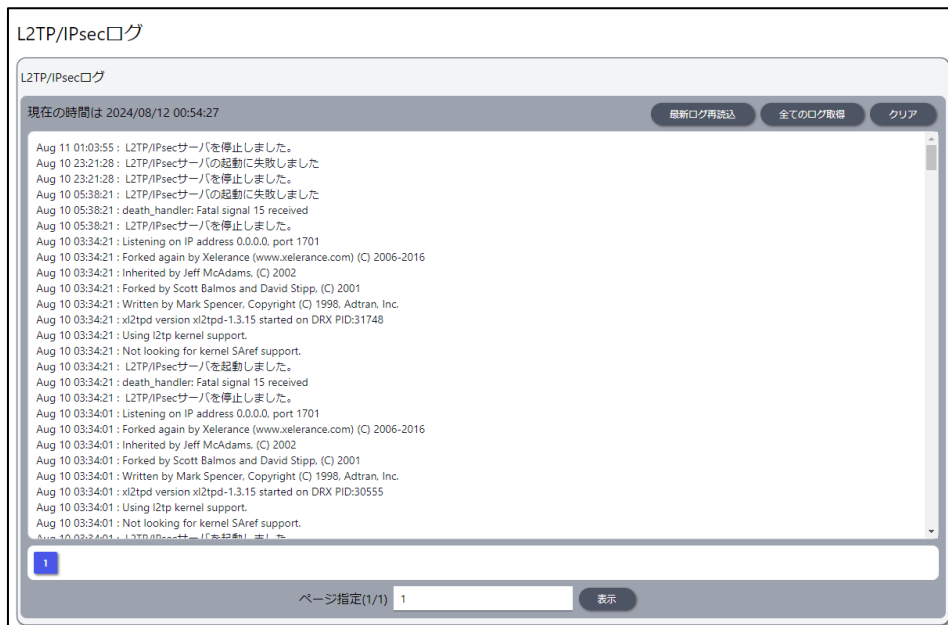 L2TP/IPsecログ
L2TP/IPsecログ
現在の時間は 2024/08/12 00:54:27
最新ログ再読込 全てのログ取得 クリア
Aug 11 01:03:55 : L2TP/IPsecサーバを停止しました。
Aug 10 23:21:28 : L2TP/IPsecサーバの起動に失敗しました
Aug 10 23:21:28 : L2TP/IPsecサーバを停止しました。
Aug 10 05:38:21 : L2TP/IPsecサーバの起動に失敗しました
Aug 10 05:38:21 : death_handler: Fatal signal 15 received
Aug 10 05:38:21 : L2TP/IPsecサーバを停止しました。
Aug 10 03:34:21 : Listening on IP address 0.0.0.0, port 1701
Aug 10 03:34:21 : Forked again by Xelerance (www.xelerance.com) (C) 2006-2016
Aug 10 03:34:21 : Inherited by Jeff McAdams, (C) 2002
Aug 10 03:34:21 : Forked by Scott Balmos and David Stipp, (C) 2001
Aug 10 03:34:21 : Written by Mark Spencer, Copyright (C) 1998, Adtran, Inc.
Aug 10 03:34:21 : xl2tpd version xl2tpd-1.3.15 started on DRX PID:31748
Aug 10 03:34:21 : Using l2tp kernel support.
Aug 10 03:34:21 : Not looking for kernel SAref support.
Aug 10 03:34:21 : L2TP/IPsecサーバを起動しました。
Aug 10 03:34:21 : death_handler: Fatal signal 15 received
Aug 10 03:34:21 : L2TP/IPsecサーバを停止しました。
Aug 10 03:34:01 : Listening on IP address 0.0.0.0, port 1701
Aug 10 03:34:01 : Forked again by Xelerance (www.xelerance.com) (C) 2006-2016
Aug 10 03:34:01 : Inherited by Jeff McAdams, (C) 2002
Aug 10 03:34:01 : Forked by Scott Balmos and David Stipp, (C) 2001
Aug 10 03:34:01 : Written by Mark Spencer, Copyright (C) 1998, Adtran, Inc.
Aug 10 03:34:01 : xl2tpd version xl2tpd-1.3.15 started on DRX PID:30555
Aug 10 03:34:01 : Using l2tp kernel support.
Aug 10 03:34:01 : Not looking for kernel SAref support.
Aug 10 03:34:01 : L2TP/IPsecサーバを起動しました
1
ページ指定(1/1) 1 表示